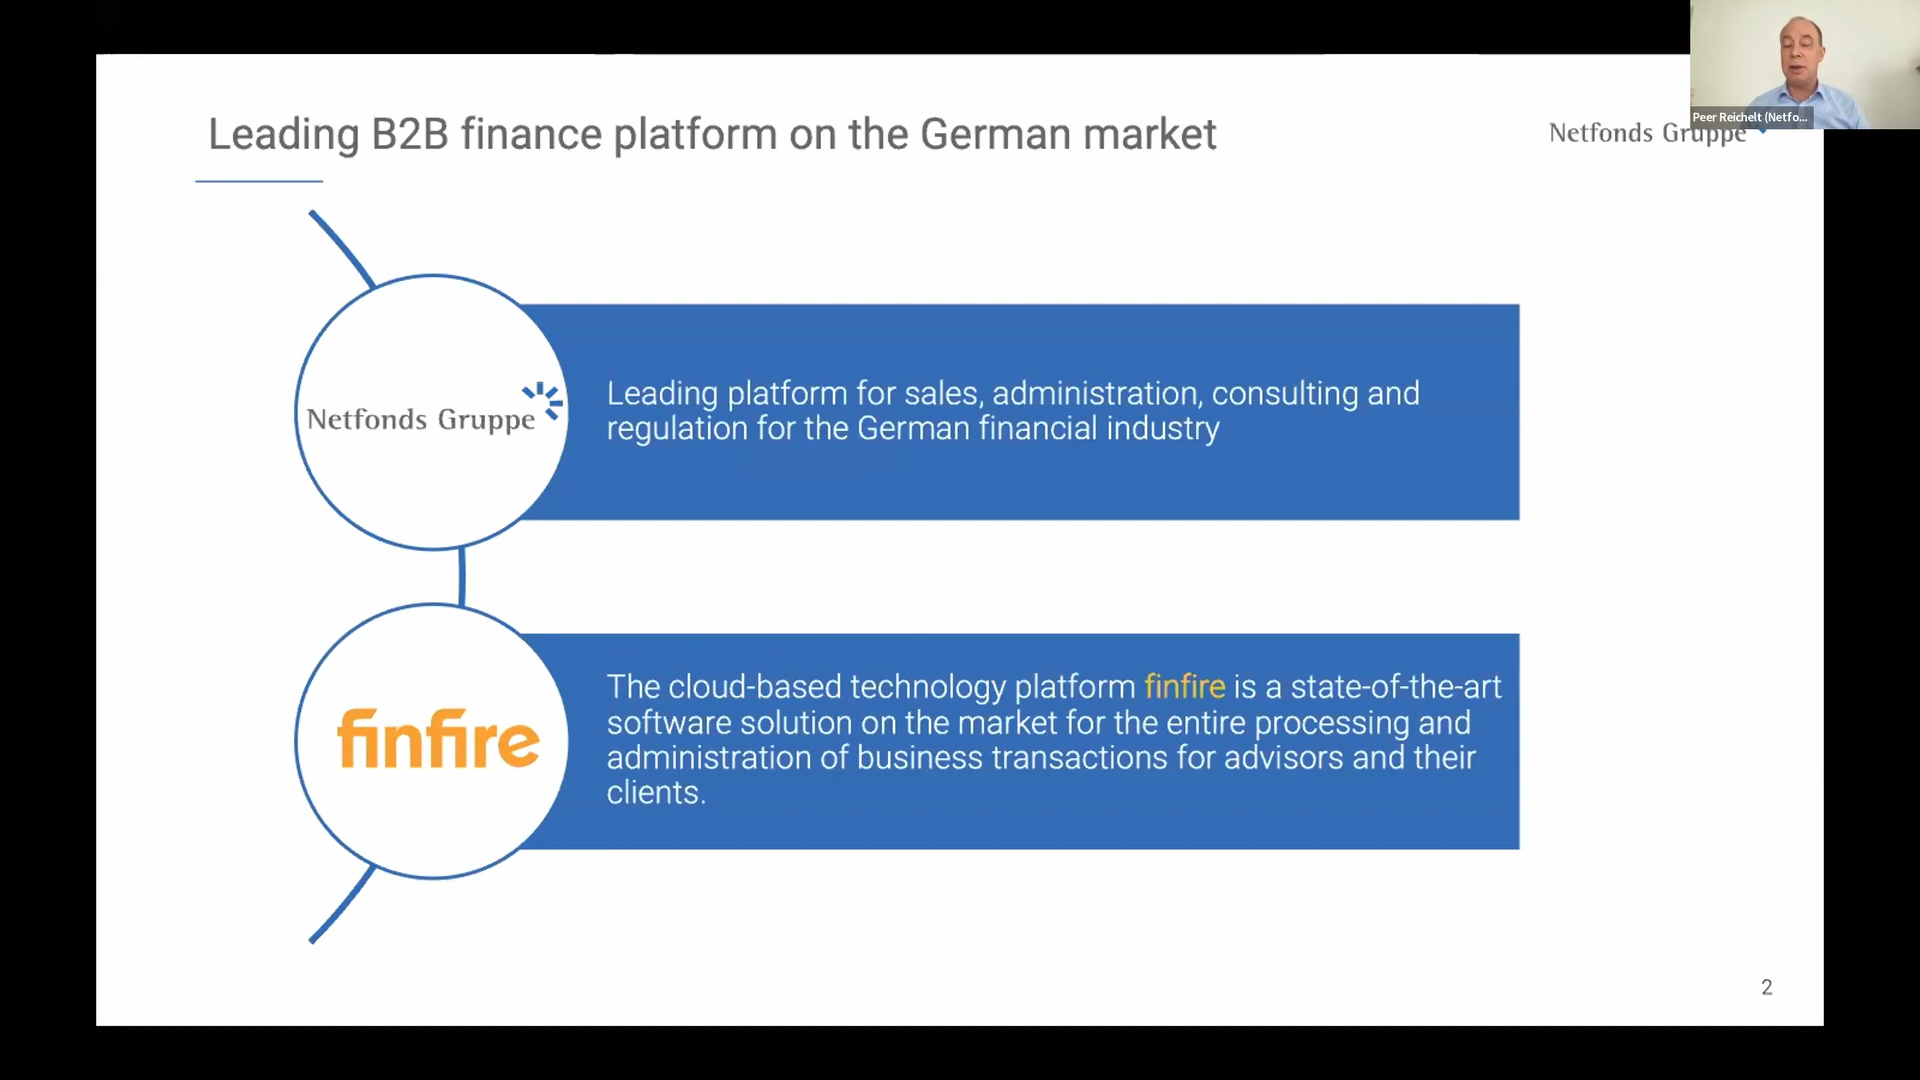 Leading B2B finance platform on the German market
Peer Reichelt (Netfo...
Netfonds Gruppe
Netfonds Gruppe
Leading platform for sales, administration, consulting and
regulation for the German financial industry
finfire
The cloud-based technology platform finfire is a state-of-the-art
software solution on the market for the entire processing and
administration of business transactions for advisors and their
clients.
2